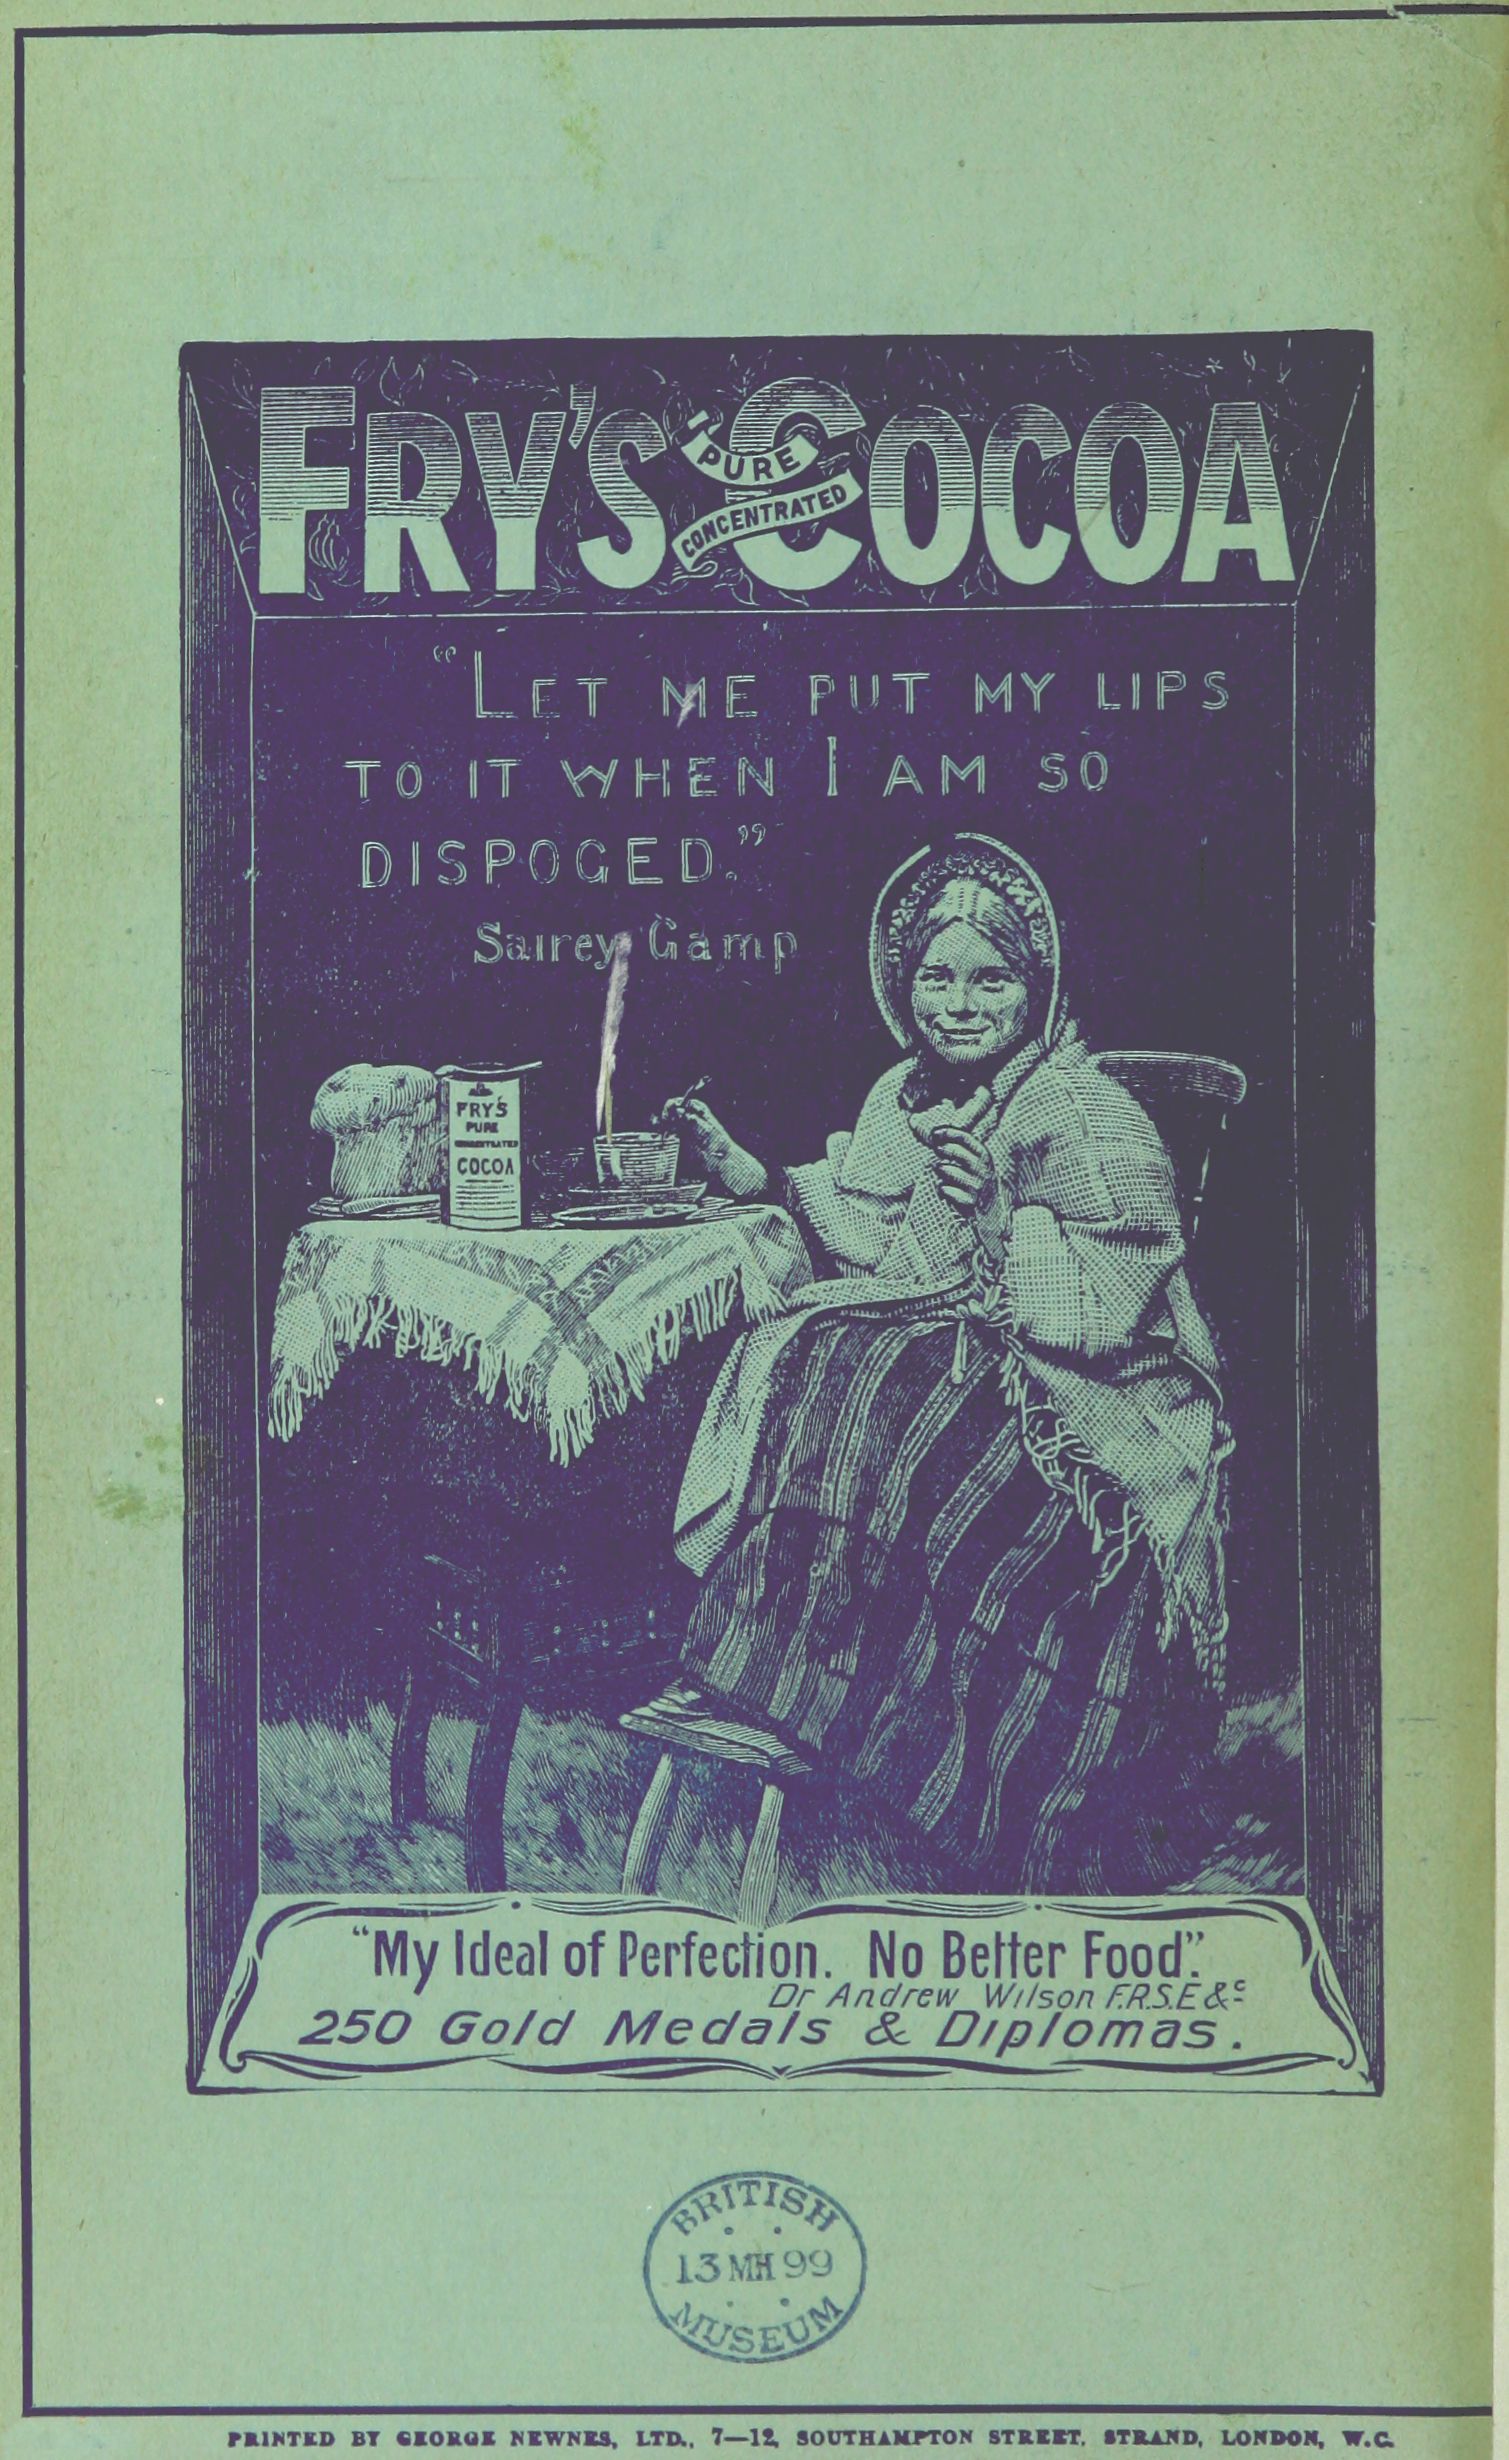 FRY'S PURE CONCENTRATED COCOA
"LET ME PUT MY LIPS
TO IT WHEN I AM SO
DISPOGED."
Sairey Gamp
FRY'S
PURE
CONCENTRATED
COCOA
"My Ideal of Perfection. No Better Food".
Dr Andrew Wilson F.R.S.E &c
250 Gold Medals & Diplomas.
BRITISH
13 MH 99
MUSEUM
PRINTED BY GEORGE NEWNES, LTD., 7—12, SOUTHAMPTON STREET, STRAND, LONDON, W.C.